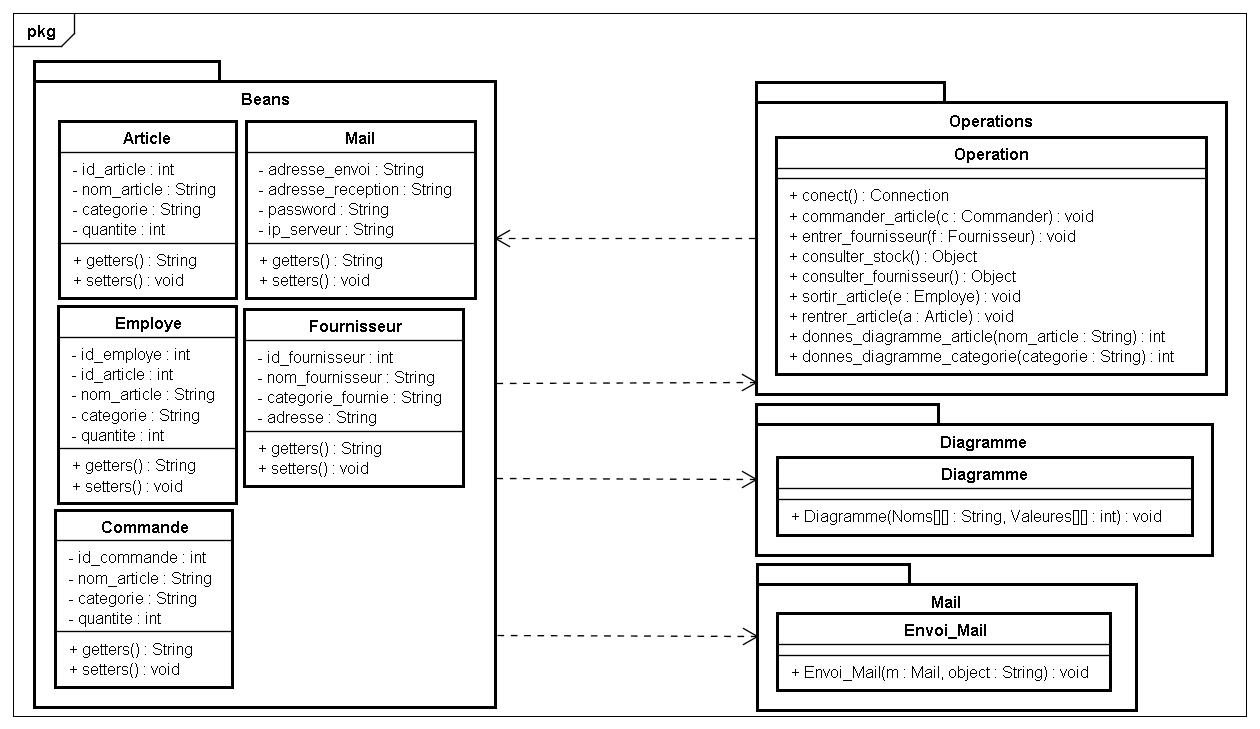 pkg
Beans
Article
- id_article : int
- nom_article : String
- categorie : String
- quantite : int
+ getters() : String
+ setters() : void
Mail
- adresse_envoi : String
- adresse_reception : String
- password : String
- ip_serveur : String
+ getters() : String
+ setters() : void
Employe
- id_employe : int
- id_article : int
- nom_article : String
- categorie : String
- quantite : int
+ getters() : String
+ setters() : void
Fournisseur
- id_fournisseur : int
- nom_fournisseur : String
- categorie_fournie : String
- adresse : String
+ getters() : String
+ setters() : void
Commande
- id_commande : int
- nom_article : String
- categorie : String
- quantite : int
+ getters() : String
+ setters() : void
Operations
Operation
+ conect() : Connection
+ commander_article(c : Commander) : void
+ entrer_fournisseur(f : Fournisseur) : void
+ consulter_stock() : Object
+ consulter_fournisseur() : Object
+ sortir_article(e : Employe) : void
+ rentrer_article(a : Article) : void
+ donnes_diagramme_article(nom_article : String) : int
+ donnes_diagramme_categorie(categorie : String) : int
Diagramme
Diagramme
+ Diagramme(Noms[][] : String, Valeures[][] : int) : void
Mail
Envoi_Mail
+ Envoi_Mail(m : Mail, object : String) : void